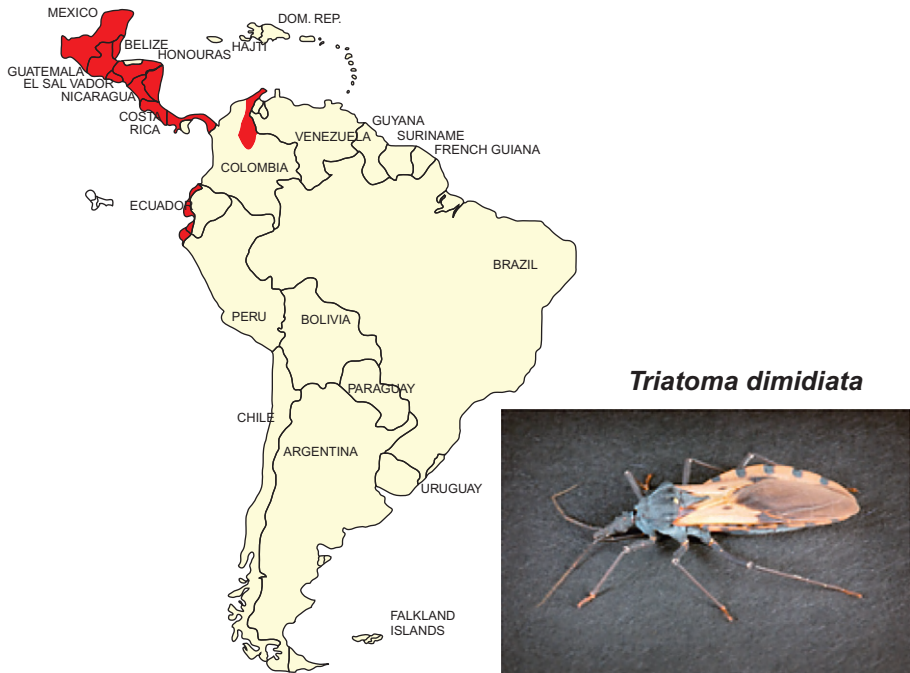 MEXICO
DOM. REP.
BELIZE
HAJTI
HONOURAS
GUATEMALA
EL SAL VADOR
NICARAGUA
COSTA
RICA
GUYANA
VENEZUELA
SURINAME
FRENCH GUIANA
COLOMBIA
ECUADOR
BRAZIL
PERU
BOLIVIA
Triatoma dimidiata
PARAGUAY
CHILE
ARGENTINA
URUGUAY
FALKLAND
ISLANDS